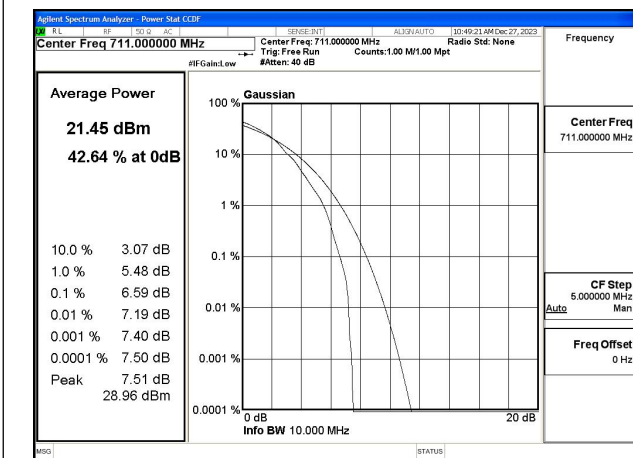 Agilent Spectrum Analyzer - Power Stat CCDF
RL RF 50 Ω AC SENSE:INT ALIGN AUTO 10:49:21 AM Dec 27, 2023
Center Freq 711.000000 MHz
Center Freq: 711.000000 MHz Radio Std: None
Trig: Free Run Counts:1.00 M/1.00 Mpt
#IFGain:Low #Atten: 40 dB
Frequency
Average Power
21.45 dBm
42.64 % at 0dB
10.0 % 3.07 dB
1.0 % 5.48 dB
0.1 % 6.59 dB
0.01 % 7.19 dB
0.001 % 7.40 dB
0.0001 % 7.50 dB
Peak 7.51 dB
28.96 dBm
100 % Gaussian
10 %
1 %
0.1 %
0.01 %
0.001 %
0.0001 %
0 dB 20 dB
Info BW 10.000 MHz
Center Freq
711.000000 MHz
CF Step
5.000000 MHz
Auto Man
Freq Offset
0 Hz
MSG STATUS